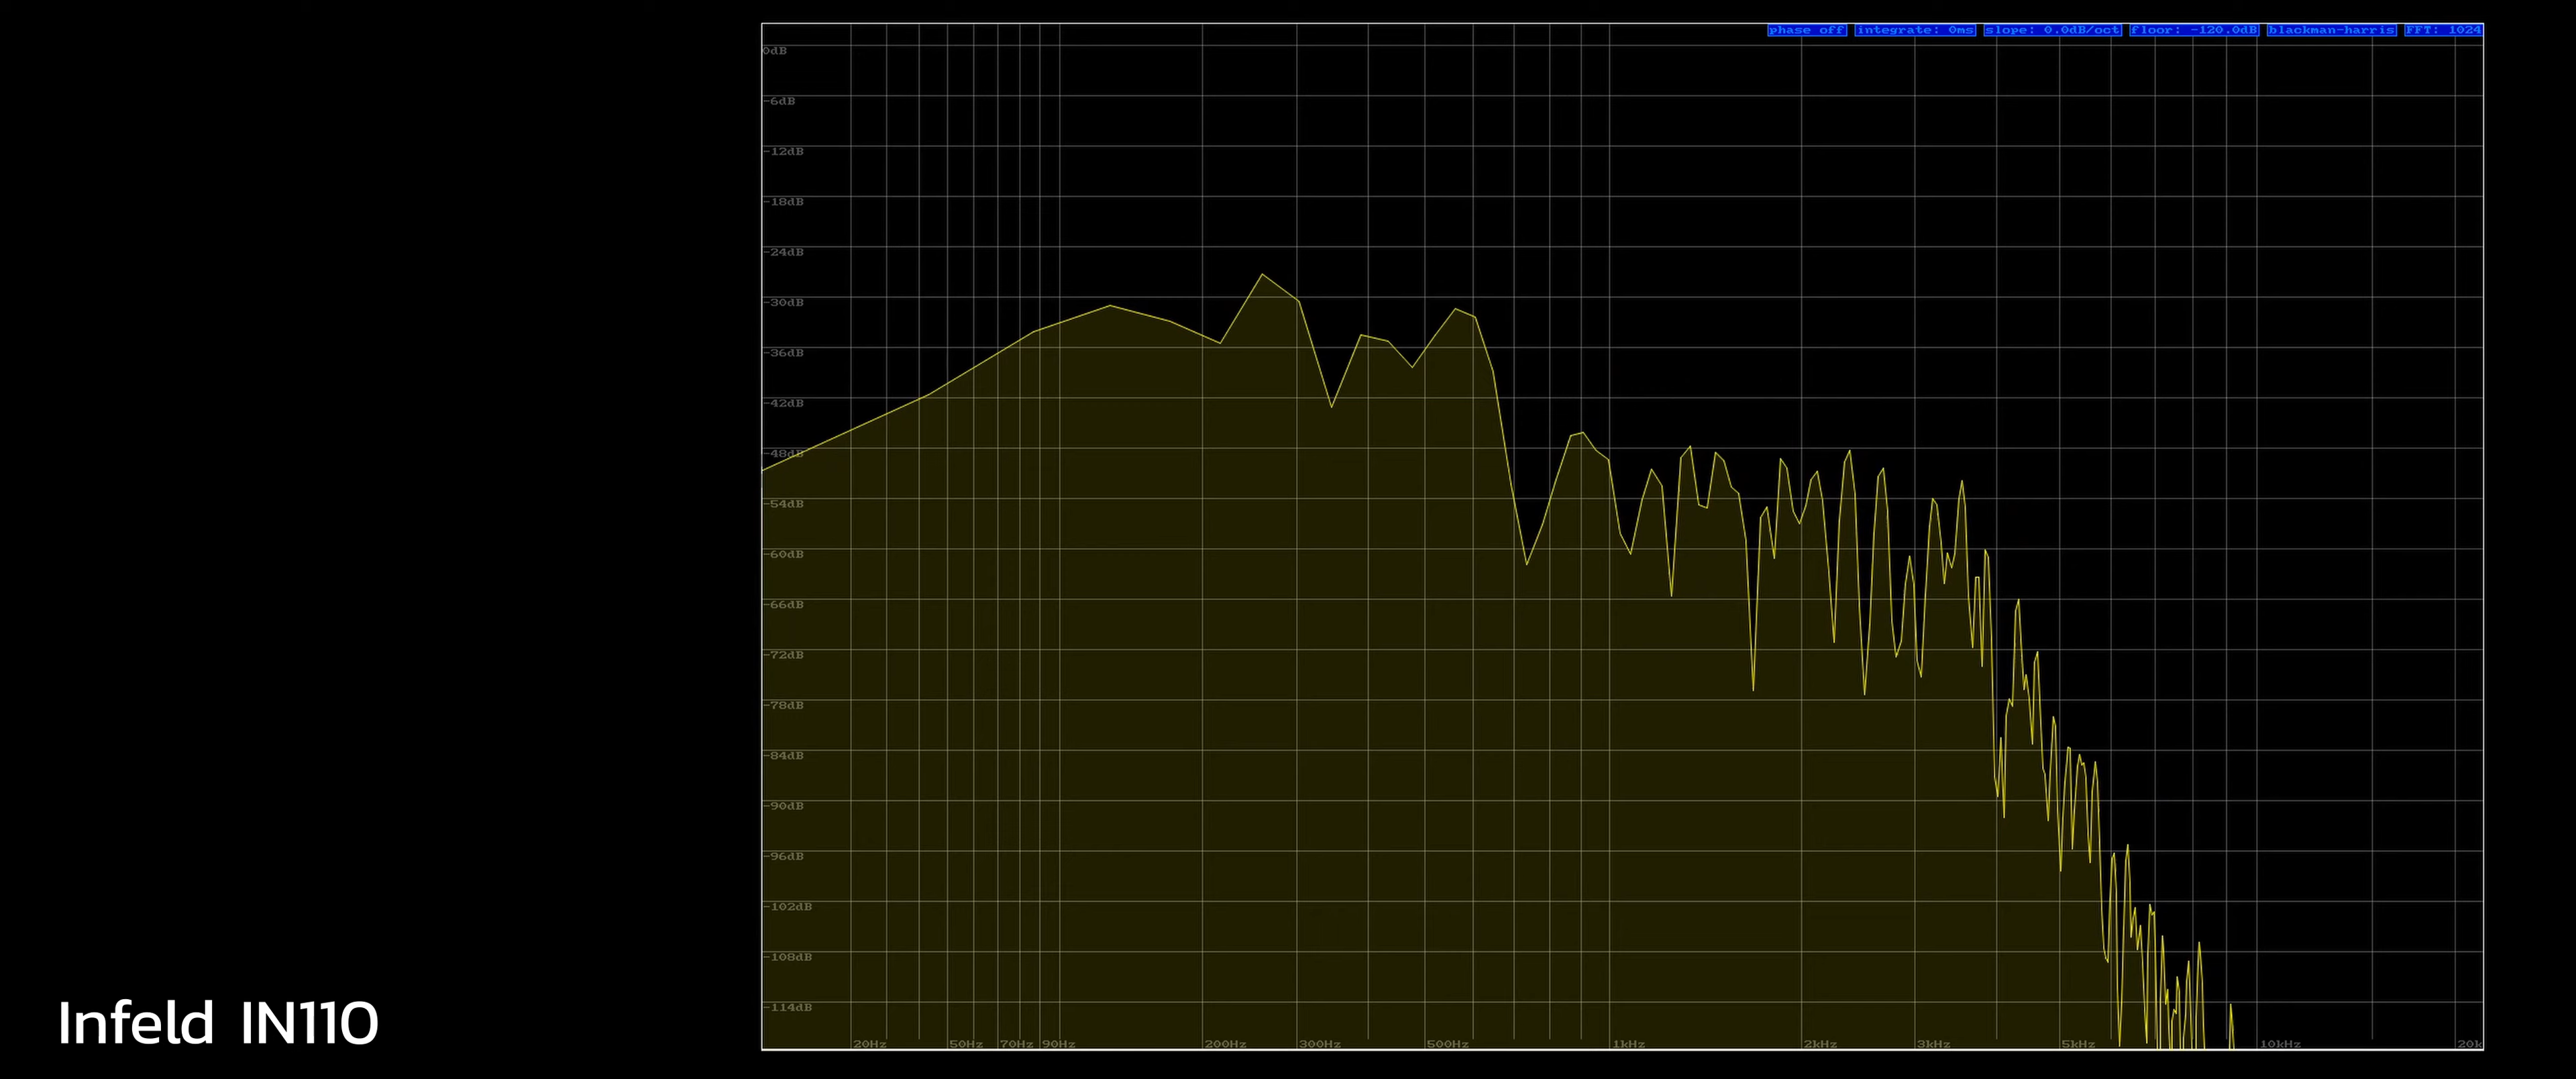 phase off integrate: 0ms slope: 0.0dB/oct floor: -120.0dB blackman-harris FFT: 1024
0dB
-6dB
-12dB
-18dB
-24dB
-30dB
-36dB
-42dB
-48dB
-54dB
-60dB
-66dB
-72dB
-78dB
-84dB
-90dB
-96dB
-102dB
-108dB
-114dB
20Hz 50Hz 70Hz 90Hz 200Hz 300Hz 500Hz 1kHz 2kHz 3kHz 5kHz 10kHz 20k
Infeld IN110